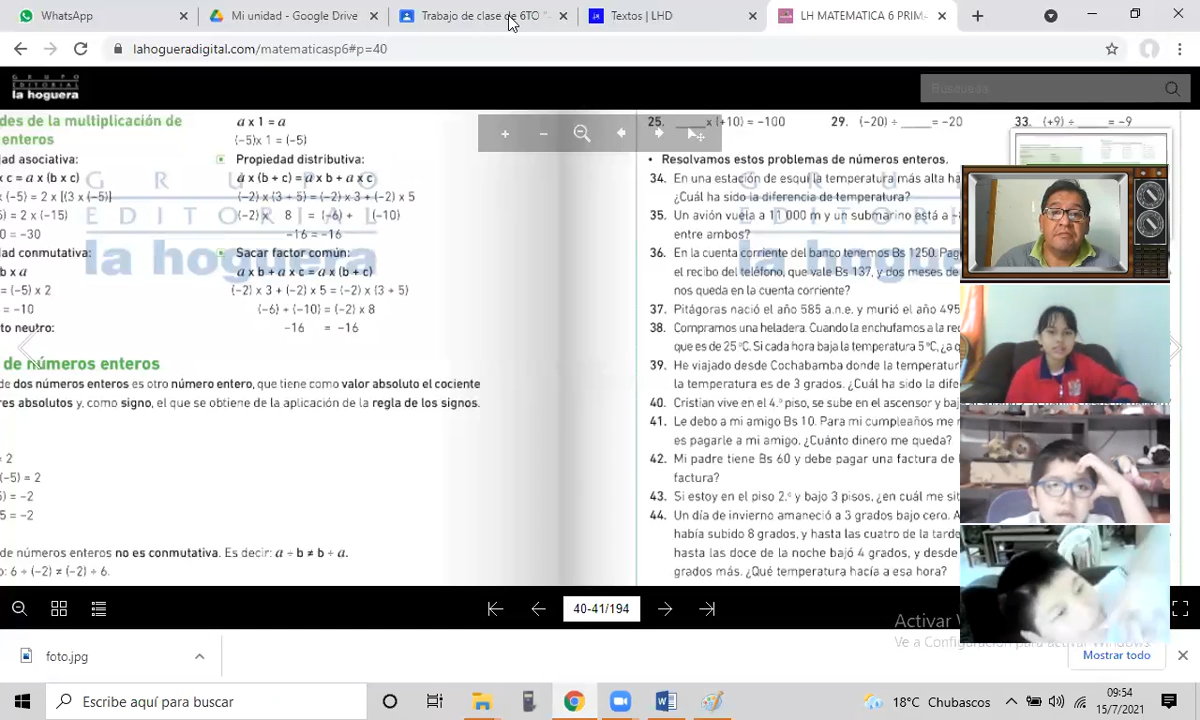 WhatsApp
Mi unidad - Google Drive
Trabajo de clase de 6TO "
Textos | LHD
LH MATEMATICA 6 PRIMA
lahogueradigital.com/matematicasp6#p=40
GRUPO
EDITORIAL
la hoguera
Búsqueda
des de la multiplicación de
enteros
ad asociativa:
x c = a x (b x c)
x (-5) = 2 x [(3 x (-5)]
5) = 2 x (-15)
0 = -30
ad conmutativa:
b x a
= (-5) x 2
= -10
to neutro:
a x 1 = a
(-5)x 1 = (-5)
Propiedad distributiva:
a x (b + c) = a x b + a x c
(-2) x (3 + 5) = (-2) x 3 + (-2) x 5
(-2) x 8 = (-6) + (-10)
-16 = -16
Sacar factor común:
a x b + a x c = a x (b + c)
(-2) x 3 + (-2) x 5 = (-2) x (3 + 5)
(-6) + (-10) = (-2) x 8
-16 = -16
GRUPO
EDITORIAL
la hoguera
de números enteros
de dos números enteros es otro número entero, que tiene como valor absoluto el cociente
res absolutos y, como signo, el que se obtiene de la aplicación de la regla de los signos.
= 2
(-5) = 2
5) = -2
5 = -2
de números enteros no es conmutativa. Es decir: a ÷ b ≠ b ÷ a.
o: 6 ÷ (-2) ≠ (-2) ÷ 6.
25. _____ x (+10) = -100
29. (-20) ÷ _____ = -20
33. (+9) ÷ _____ = -9
• Resolvamos estos problemas de números enteros.
34. En una estación de esquí la temperatura más alta ha
¿Cuál ha sido la diferencia de temperatura?
35. Un avión vuela a 11 000 m y un submarino está a -
entre ambos?
36. En la cuenta corriente del banco tenemos Bs 1250. Pag
el recibo del teléfono, que vale Bs 137, y dos meses de
nos queda en la cuenta corriente?
37. Pitágoras nació el año 585 a.n.e. y murió el año 495
38. Compramos una heladera. Cuando la enchufamos a la re
que es de 25 °C. Si cada hora baja la temperatura 5 °C, ¿a q
39. He viajado desde Cochabamba donde la temperatur
la temperatura es de 3 grados. ¿Cuál ha sido la dife
40. Cristian vive en el 4.° piso, se sube en el ascensor y baj
41. Le debo a mi amigo Bs 10. Para mi cumpleaños me r
es pagarle a mi amigo. ¿Cuánto dinero me queda?
42. Mi padre tiene Bs 60 y debe pagar una factura de
factura?
43. Si estoy en el piso 2.° y bajo 3 pisos, ¿en cuál me sit
44. Un día de invierno amaneció a 3 grados bajo cero. A
había subido 8 grados, y hasta las cuatro de la tarde
hasta las doce de la noche bajó 4 grados, y desde
grados más. ¿Qué temperatura hacía a esa hora?
40-41/194
Activar
Ve a Configuración para activar Windows
foto.jpg
Mostrar todo
Escribe aquí para buscar
18°C Chubascos
09:54
15/7/2021